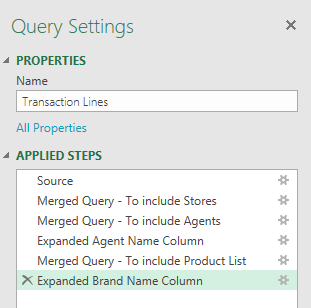 Query Settings
PROPERTIES
Name
Transaction Lines
All Properties
APPLIED STEPS
Source
Merged Query - To include Stores
Merged Query - To include Agents
Expanded Agent Name Column
Merged Query - To include Product List
Expanded Brand Name Column